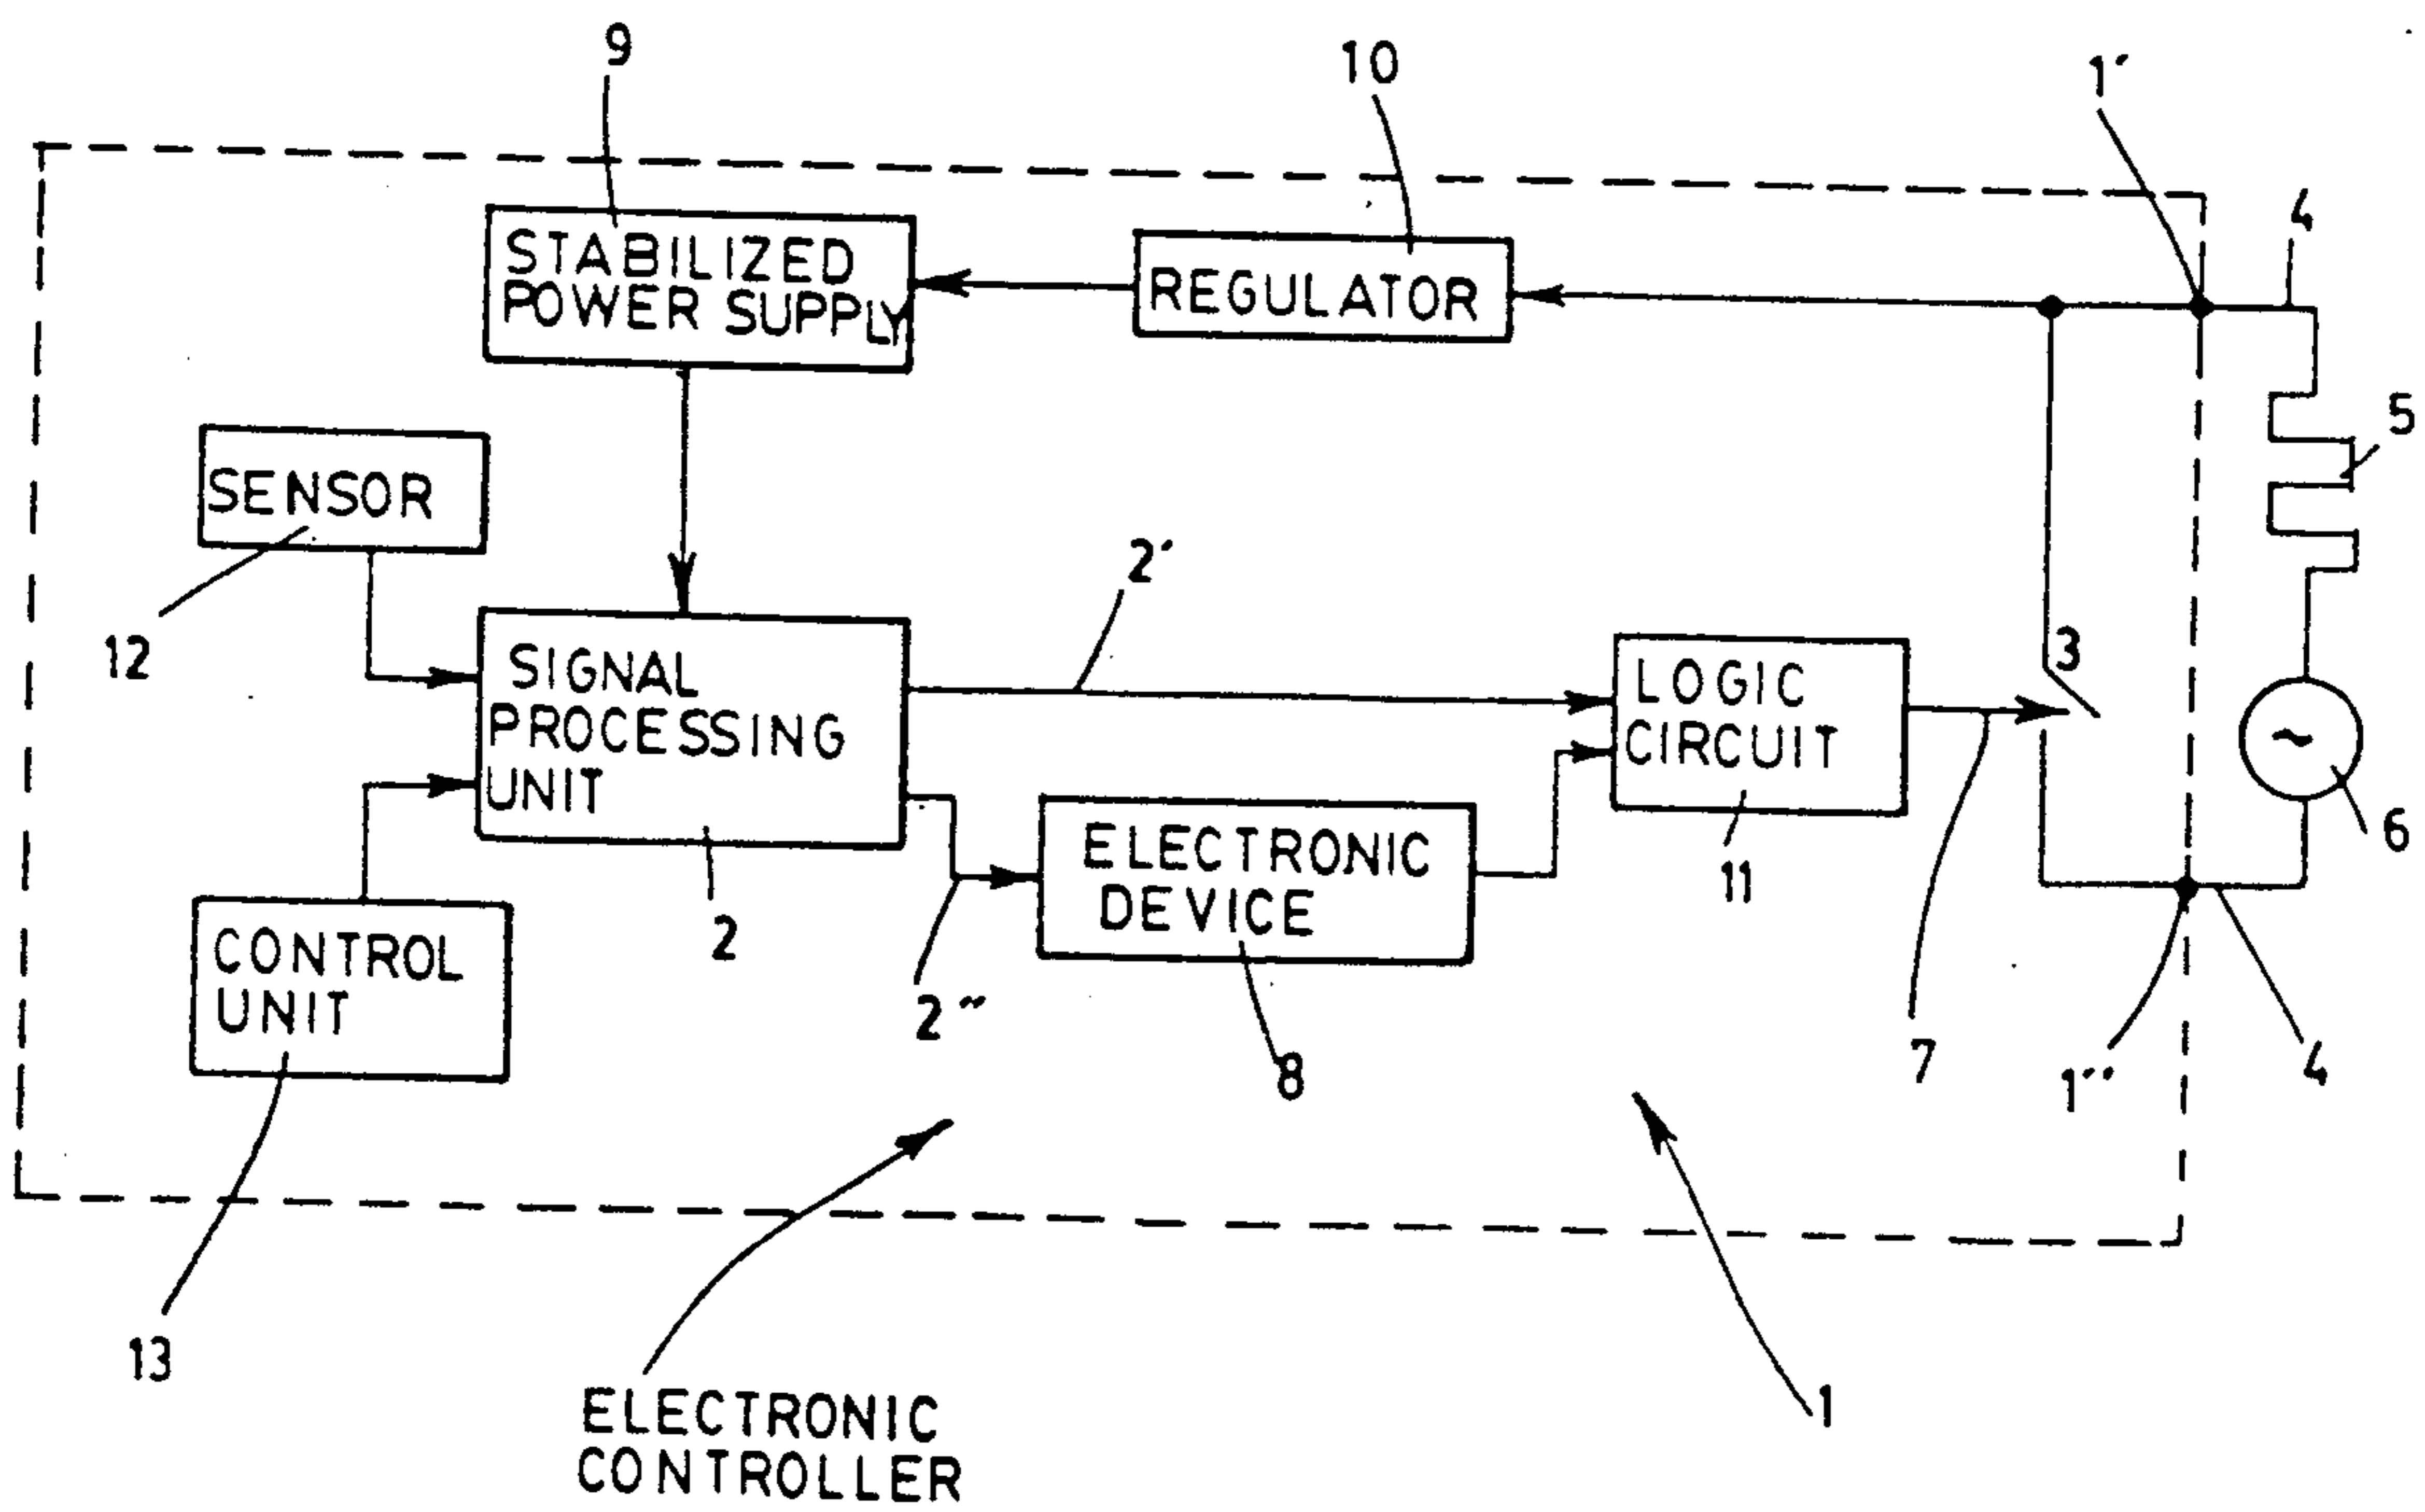 9
10
1′
4
STABILIZED
POWER SUPPLY
REGULATOR
5
SENSOR
2′
12
3
SIGNAL
PROCESSING
UNIT
LOGIC
CIRCUIT
~
6
ELECTRONIC
DEVICE
11
2
CONTROL
UNIT
2″
8
7
1″
4
13
1
ELECTRONIC
CONTROLLER